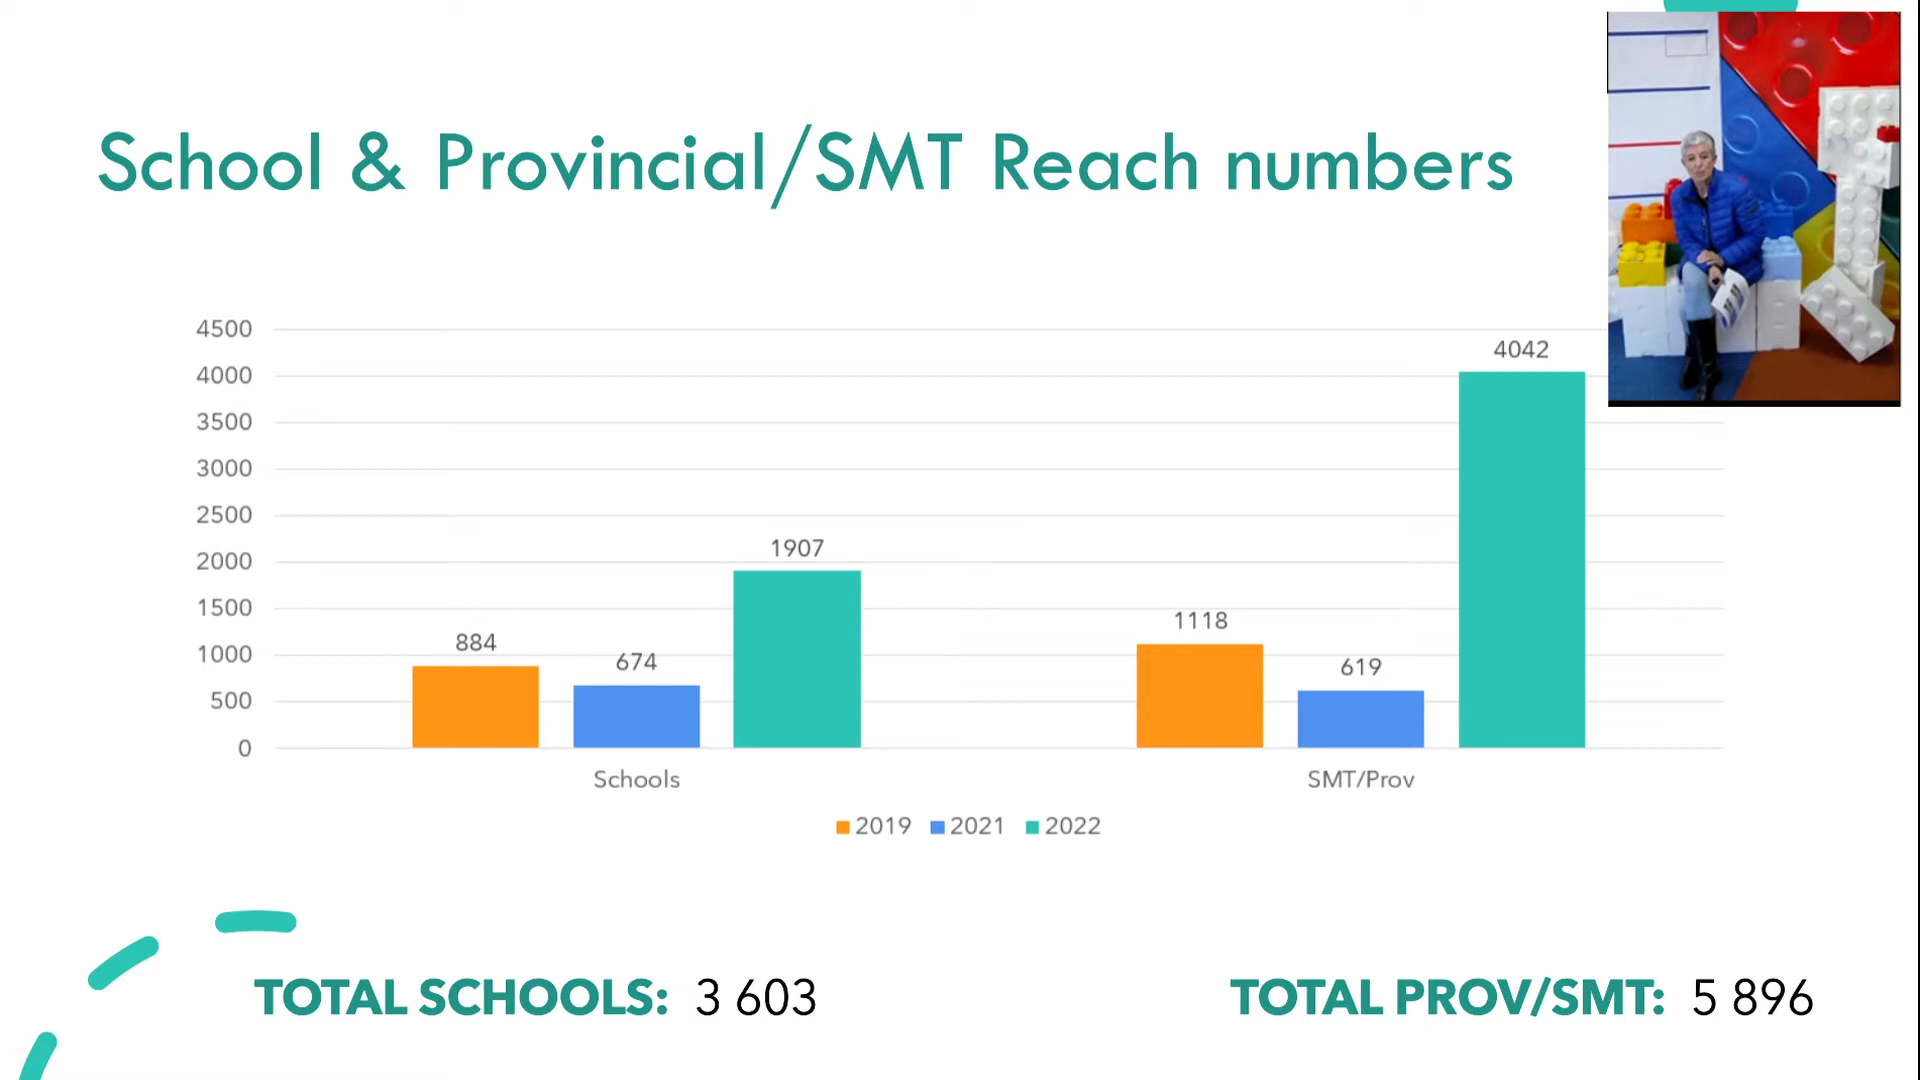 School & Provincial/SMT Reach numbers
4500
4000
3500
3000
2500
2000
1500
1000
500
0
884
674
1907
1118
619
4042
Schools
SMT/Prov
2019 2021 2022
TOTAL SCHOOLS: 3 603
TOTAL PROV/SMT: 5 896